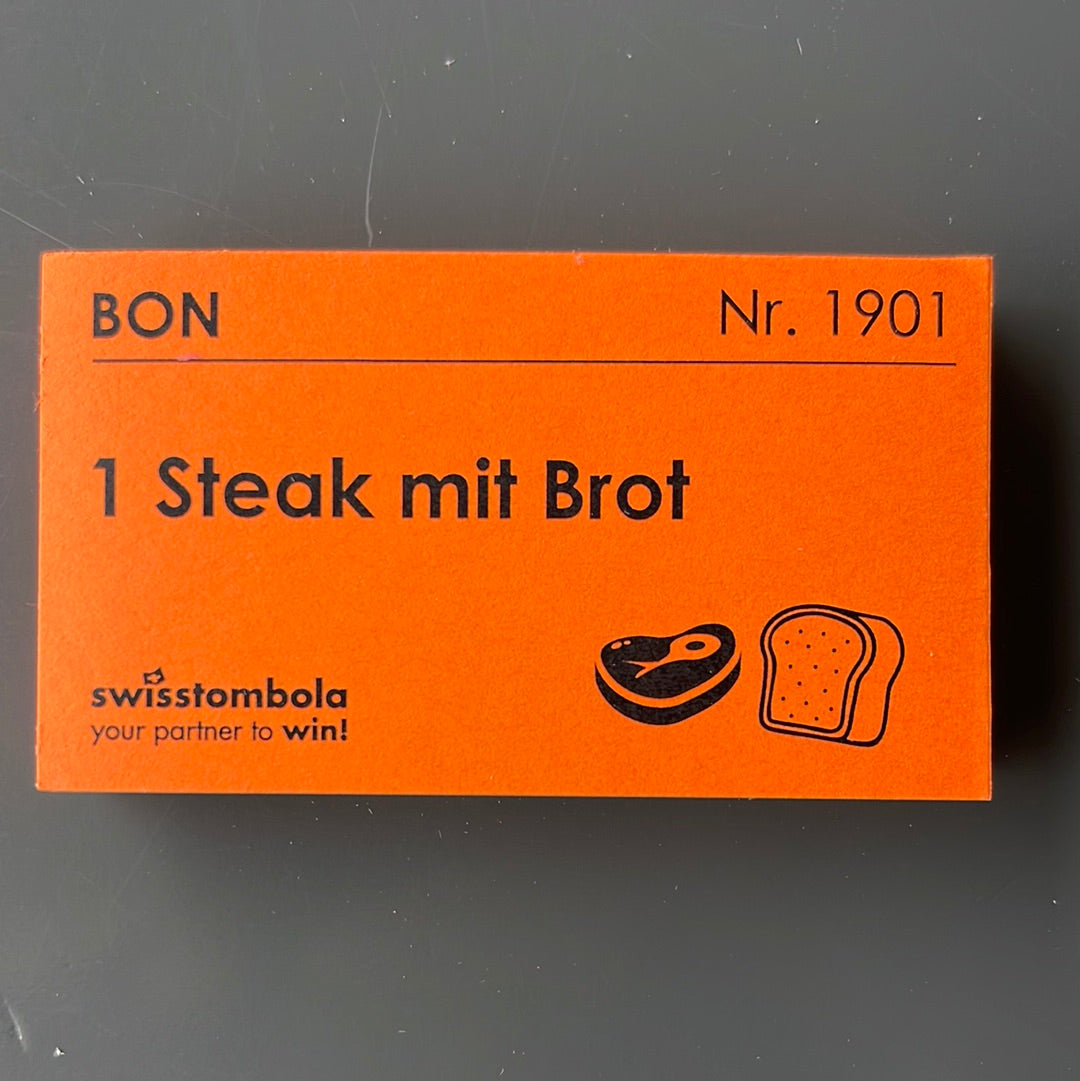 BON
Nr. 1901
1 Steak mit Brot
swisstombola
your partner to win!